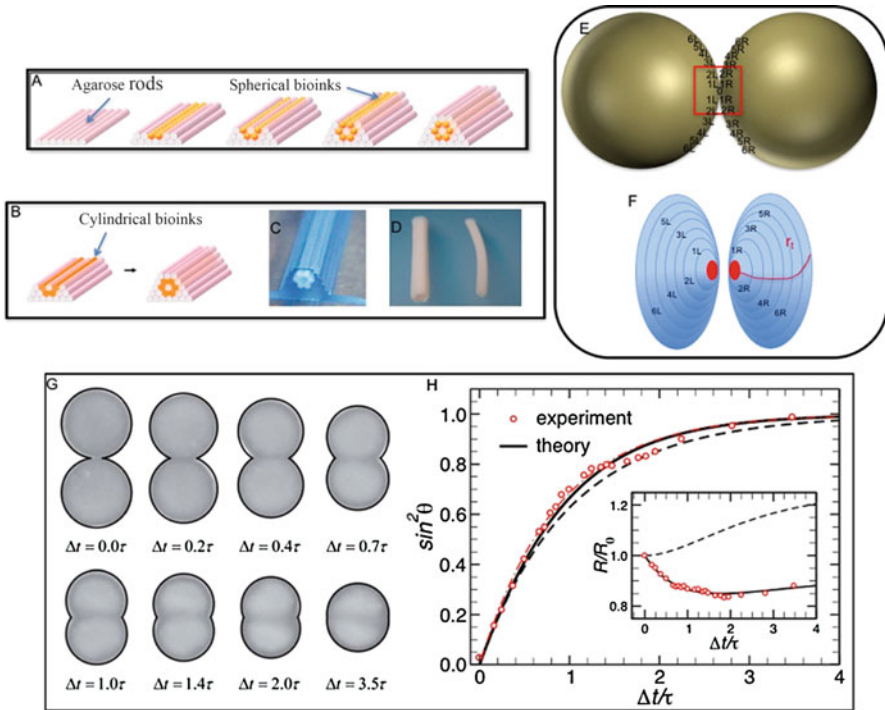 A
Agarose rods
Spherical bioinks
B
Cylindrical bioinks
C
D
E
6L 6R
5L 5R
4L 4R
3L 3R
2L 2R
1L 1R
1L 1R
2L 2R
3L 3R
4L 4R
5L 5R
6L 6R
F
5L 5R
3L 3R
1L 1R
r_t
2L 2R
4L 4R
6L 6R
G
Δt = 0.0τ
Δt = 0.2τ
Δt = 0.4τ
Δt = 0.7τ
Δt = 1.0τ
Δt = 1.4τ
Δt = 2.0τ
Δt = 3.5τ
H
experiment
theory
sin²θ
1.0
0.8
0.6
0.4
0.2
0.0
0 1 2 3 4
Δt/τ
R/R₀
1.2
1.0
0.8
0 1 2 3 4
Δt/τ